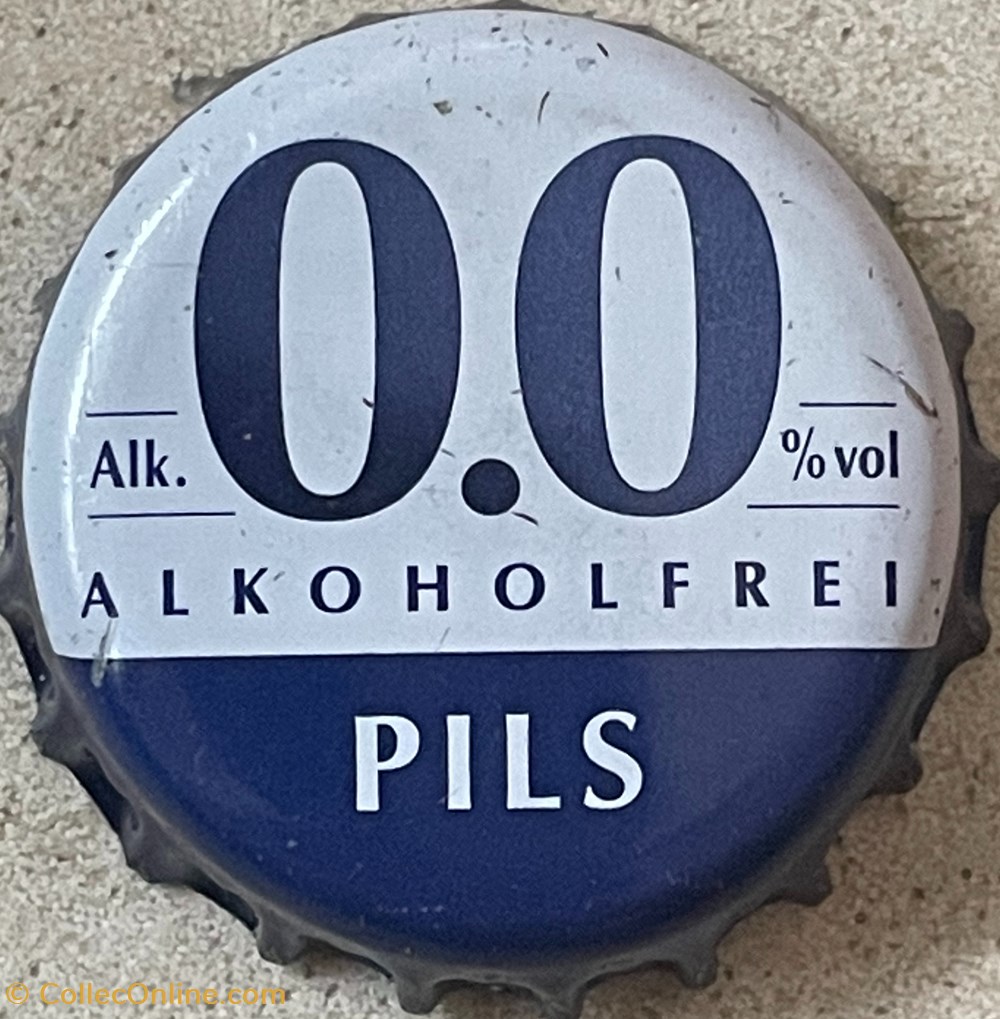 0.0
Alk. % vol
ALKOHOLFREI
PILS
© CollecOnline.com